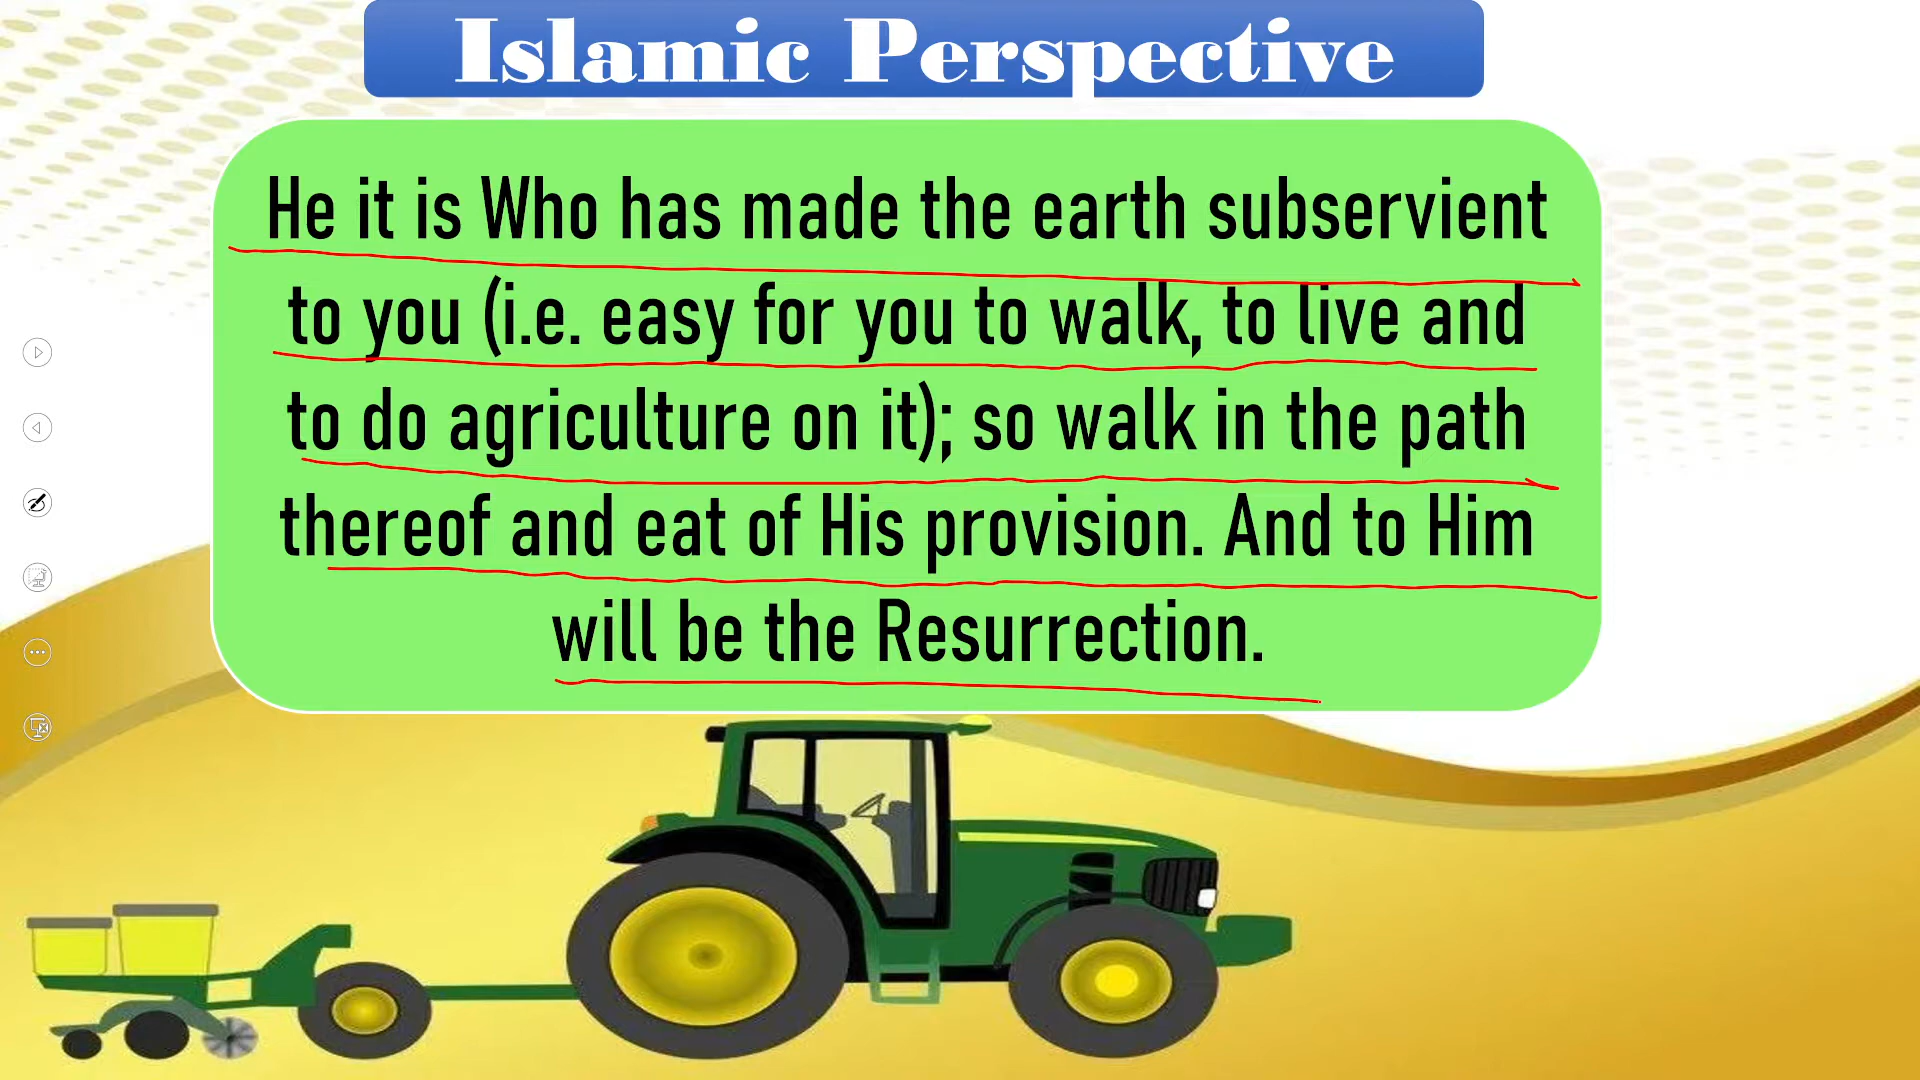 Islamic Perspective
He it is Who has made the earth subservient
to you (i.e. easy for you to walk, to live and
to do agriculture on it); so walk in the path
thereof and eat of His provision. And to Him
will be the Resurrection.